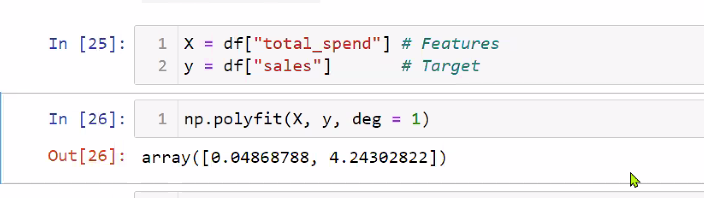 In [25]: 1 X = df["total_spend"] # Features
2 y = df["sales"] # Target
In [26]: 1 np.polyfit(X, y, deg = 1)
Out[26]: array([0.04868788, 4.24302822])